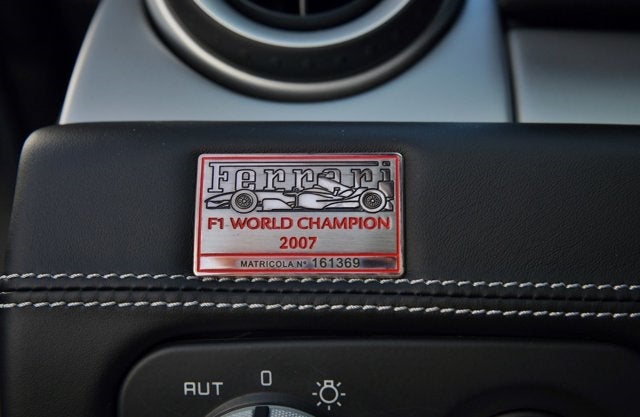 Ferrari
F1 WORLD CHAMPION
2007
MATRICOLA N° 161369
AUT 0